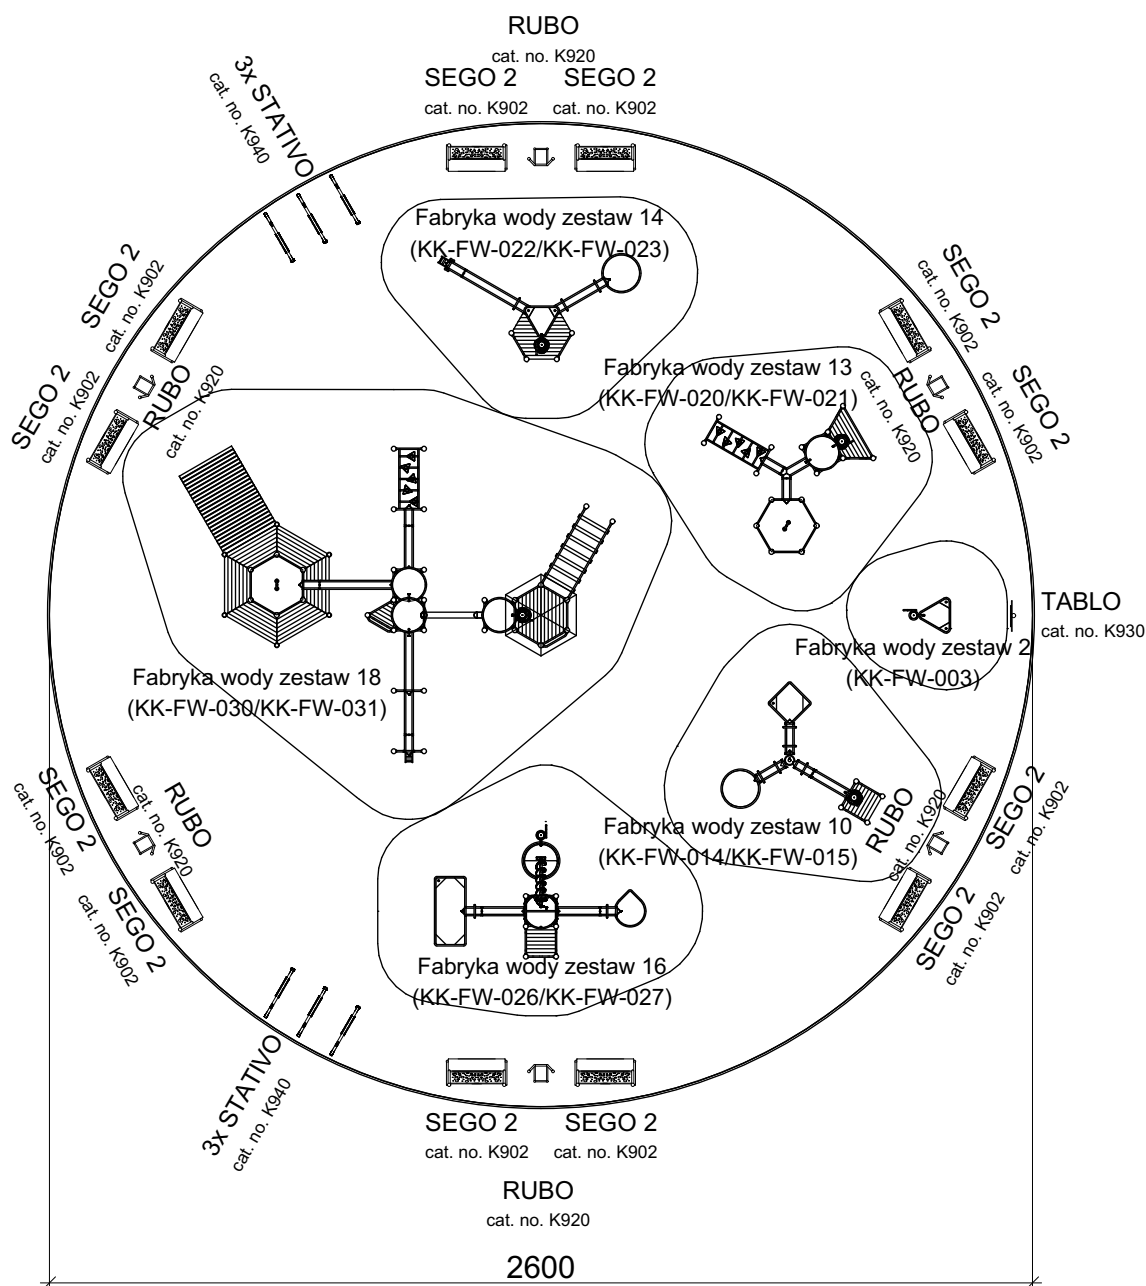 RUBO
cat. no. K920
SEGO 2
cat. no. K902
SEGO 2
cat. no. K902
3x STATIVO
cat. no. K940
Fabryka wody zestaw 14
(KK-FW-022/KK-FW-023)
SEGO 2
cat. no. K902
SEGO 2
cat. no. K902
RUBO
cat. no. K920
SEGO 2
cat. no. K902
SEGO 2
cat. no. K902
RUBO
cat. no. K920
Fabryka wody zestaw 13
(KK-FW-020/KK-FW-021)
TABLO
cat. no. K930
Fabryka wody zestaw 2
(KK-FW-003)
Fabryka wody zestaw 18
(KK-FW-030/KK-FW-031)
SEGO 2
cat. no. K902
RUBO
cat. no. K920
SEGO 2
cat. no. K902
Fabryka wody zestaw 10
(KK-FW-014/KK-FW-015)
RUBO
cat. no. K920
SEGO 2
cat. no. K902
SEGO 2
cat. no. K902
Fabryka wody zestaw 16
(KK-FW-026/KK-FW-027)
3x STATIVO
cat. no. K940
SEGO 2
cat. no. K902
SEGO 2
cat. no. K902
RUBO
cat. no. K920
2600